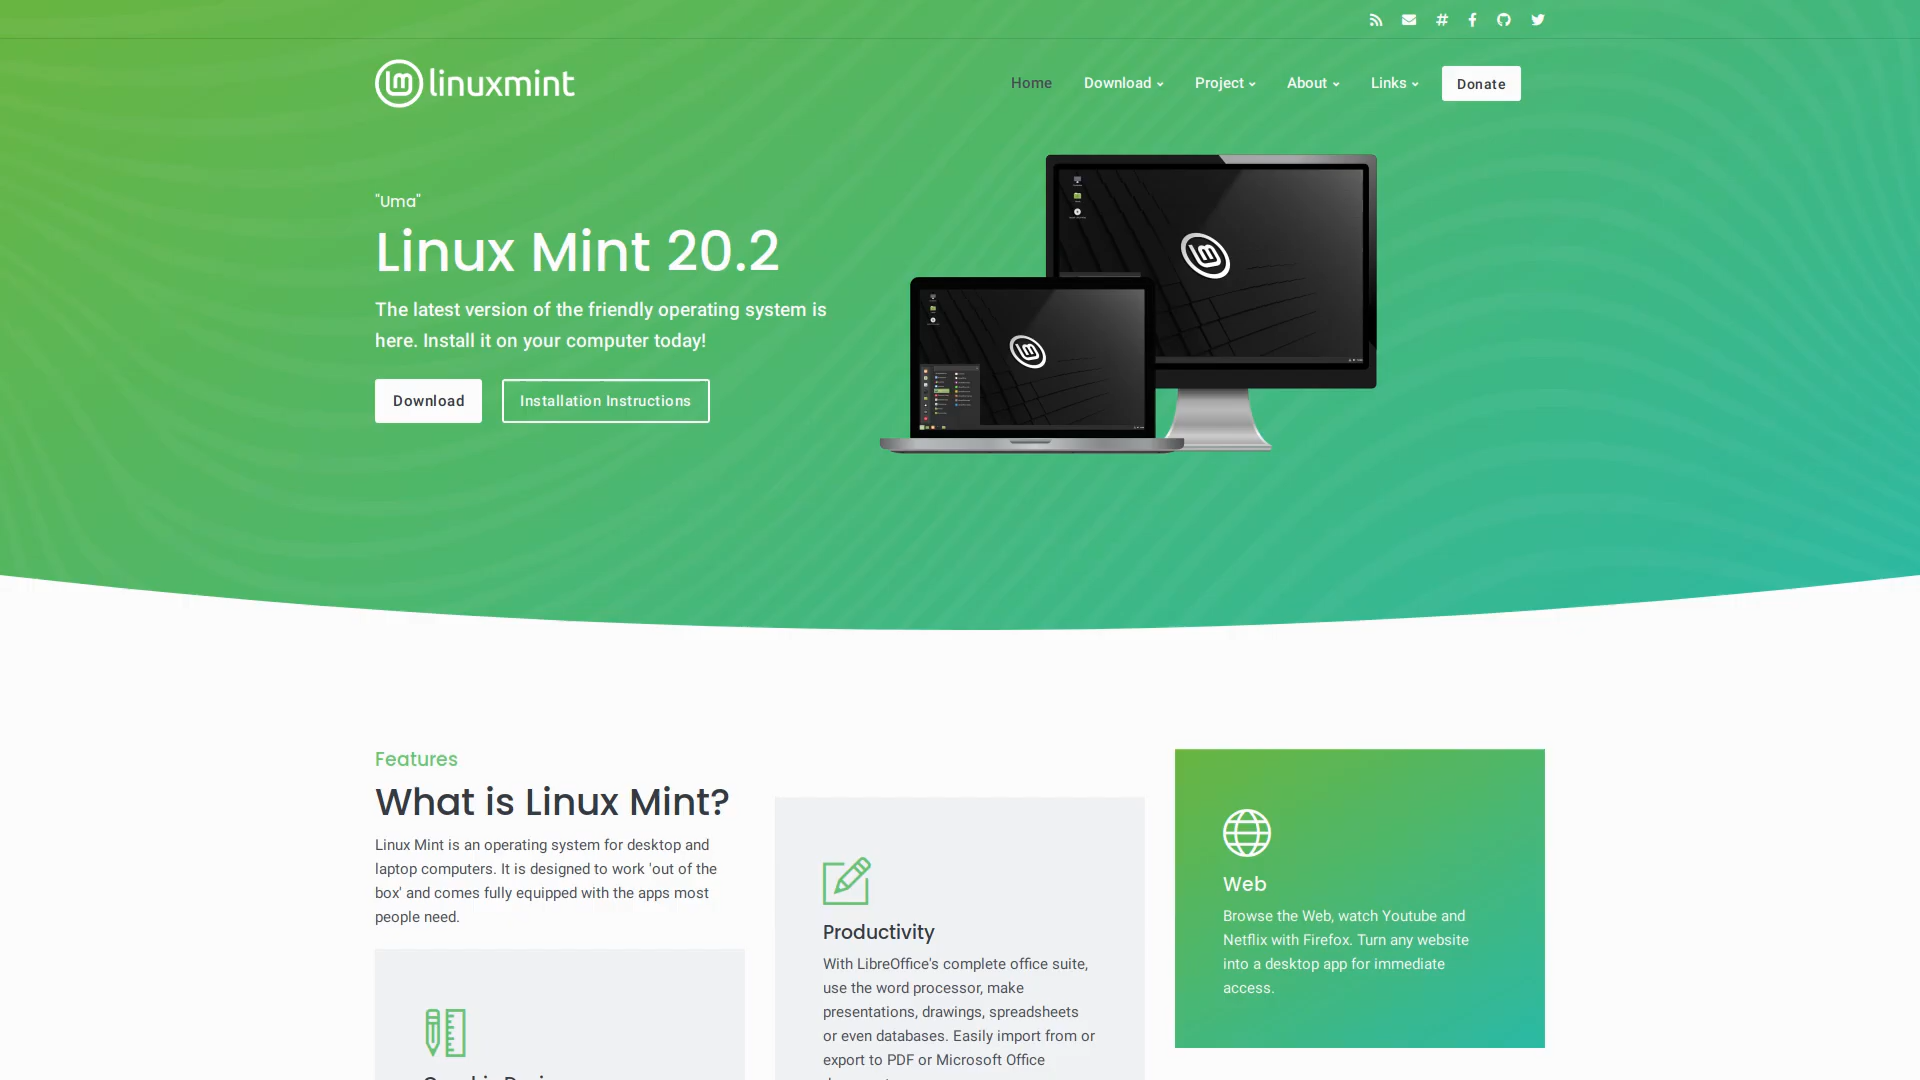 linuxmint
Home
Download
Project
About
Links
Donate
"Uma"
Linux Mint 20.2
The latest version of the friendly operating system is
here. Install it on your computer today!
Download
Installation Instructions
Features
What is Linux Mint?
Linux Mint is an operating system for desktop and
laptop computers. It is designed to work 'out of the
box' and comes fully equipped with the apps most
people need.
Productivity
With LibreOffice's complete office suite,
use the word processor, make
presentations, drawings, spreadsheets
or even databases. Easily import from or
export to PDF or Microsoft Office
Web
Browse the Web, watch Youtube and
Netflix with Firefox. Turn any website
into a desktop app for immediate
access.